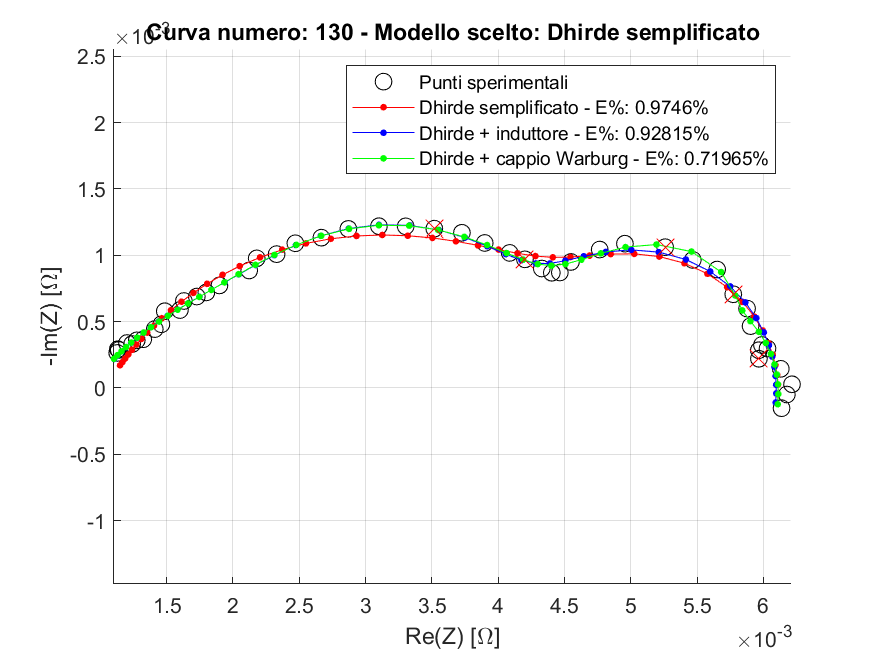 Curva numero: 130 - Modello scelto: Dhirde semplificato
×10⁻³
2.5
2
1.5
1
0.5
0
-0.5
-1
-Im(Z) [Ω]
Punti sperimentali
Dhirde semplificato - E%: 0.9746%
Dhirde + induttore - E%: 0.92815%
Dhirde + cappio Warburg - E%: 0.71965%
1.5 2 2.5 3 3.5 4 4.5 5 5.5 6
Re(Z) [Ω]
×10⁻³